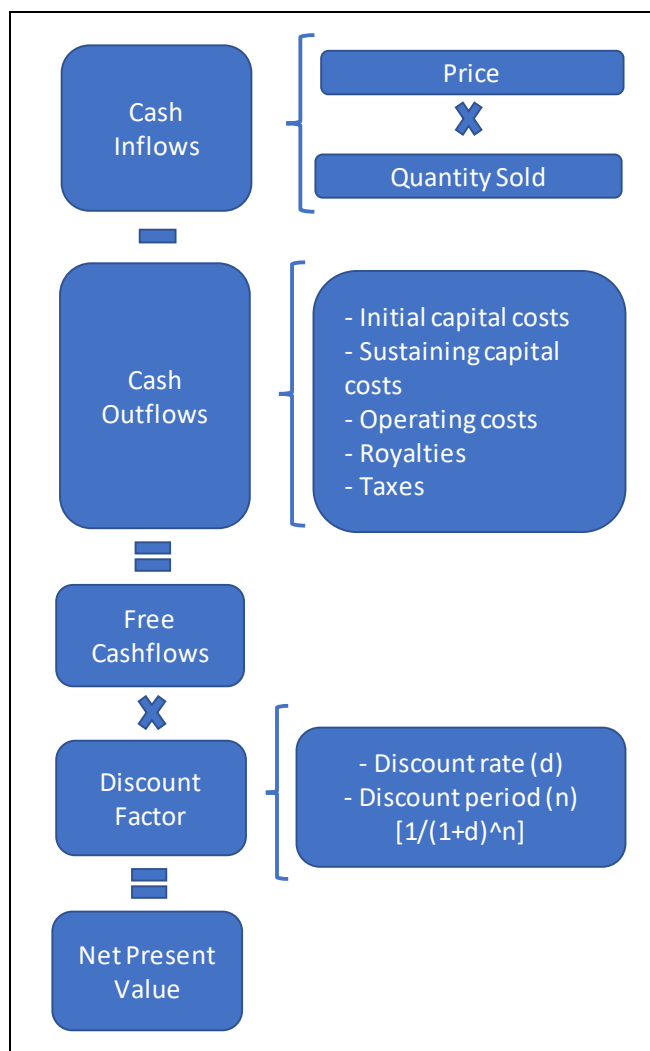 Cash
Inflows
Price
Quantity Sold
Cash
Outflows
- Initial capital costs
- Sustaining capital
costs
- Operating costs
- Royalties
- Taxes
Free
Cashflows
Discount
Factor
- Discount rate (d)
- Discount period (n)
[1/(1+d)^n]
Net Present
Value